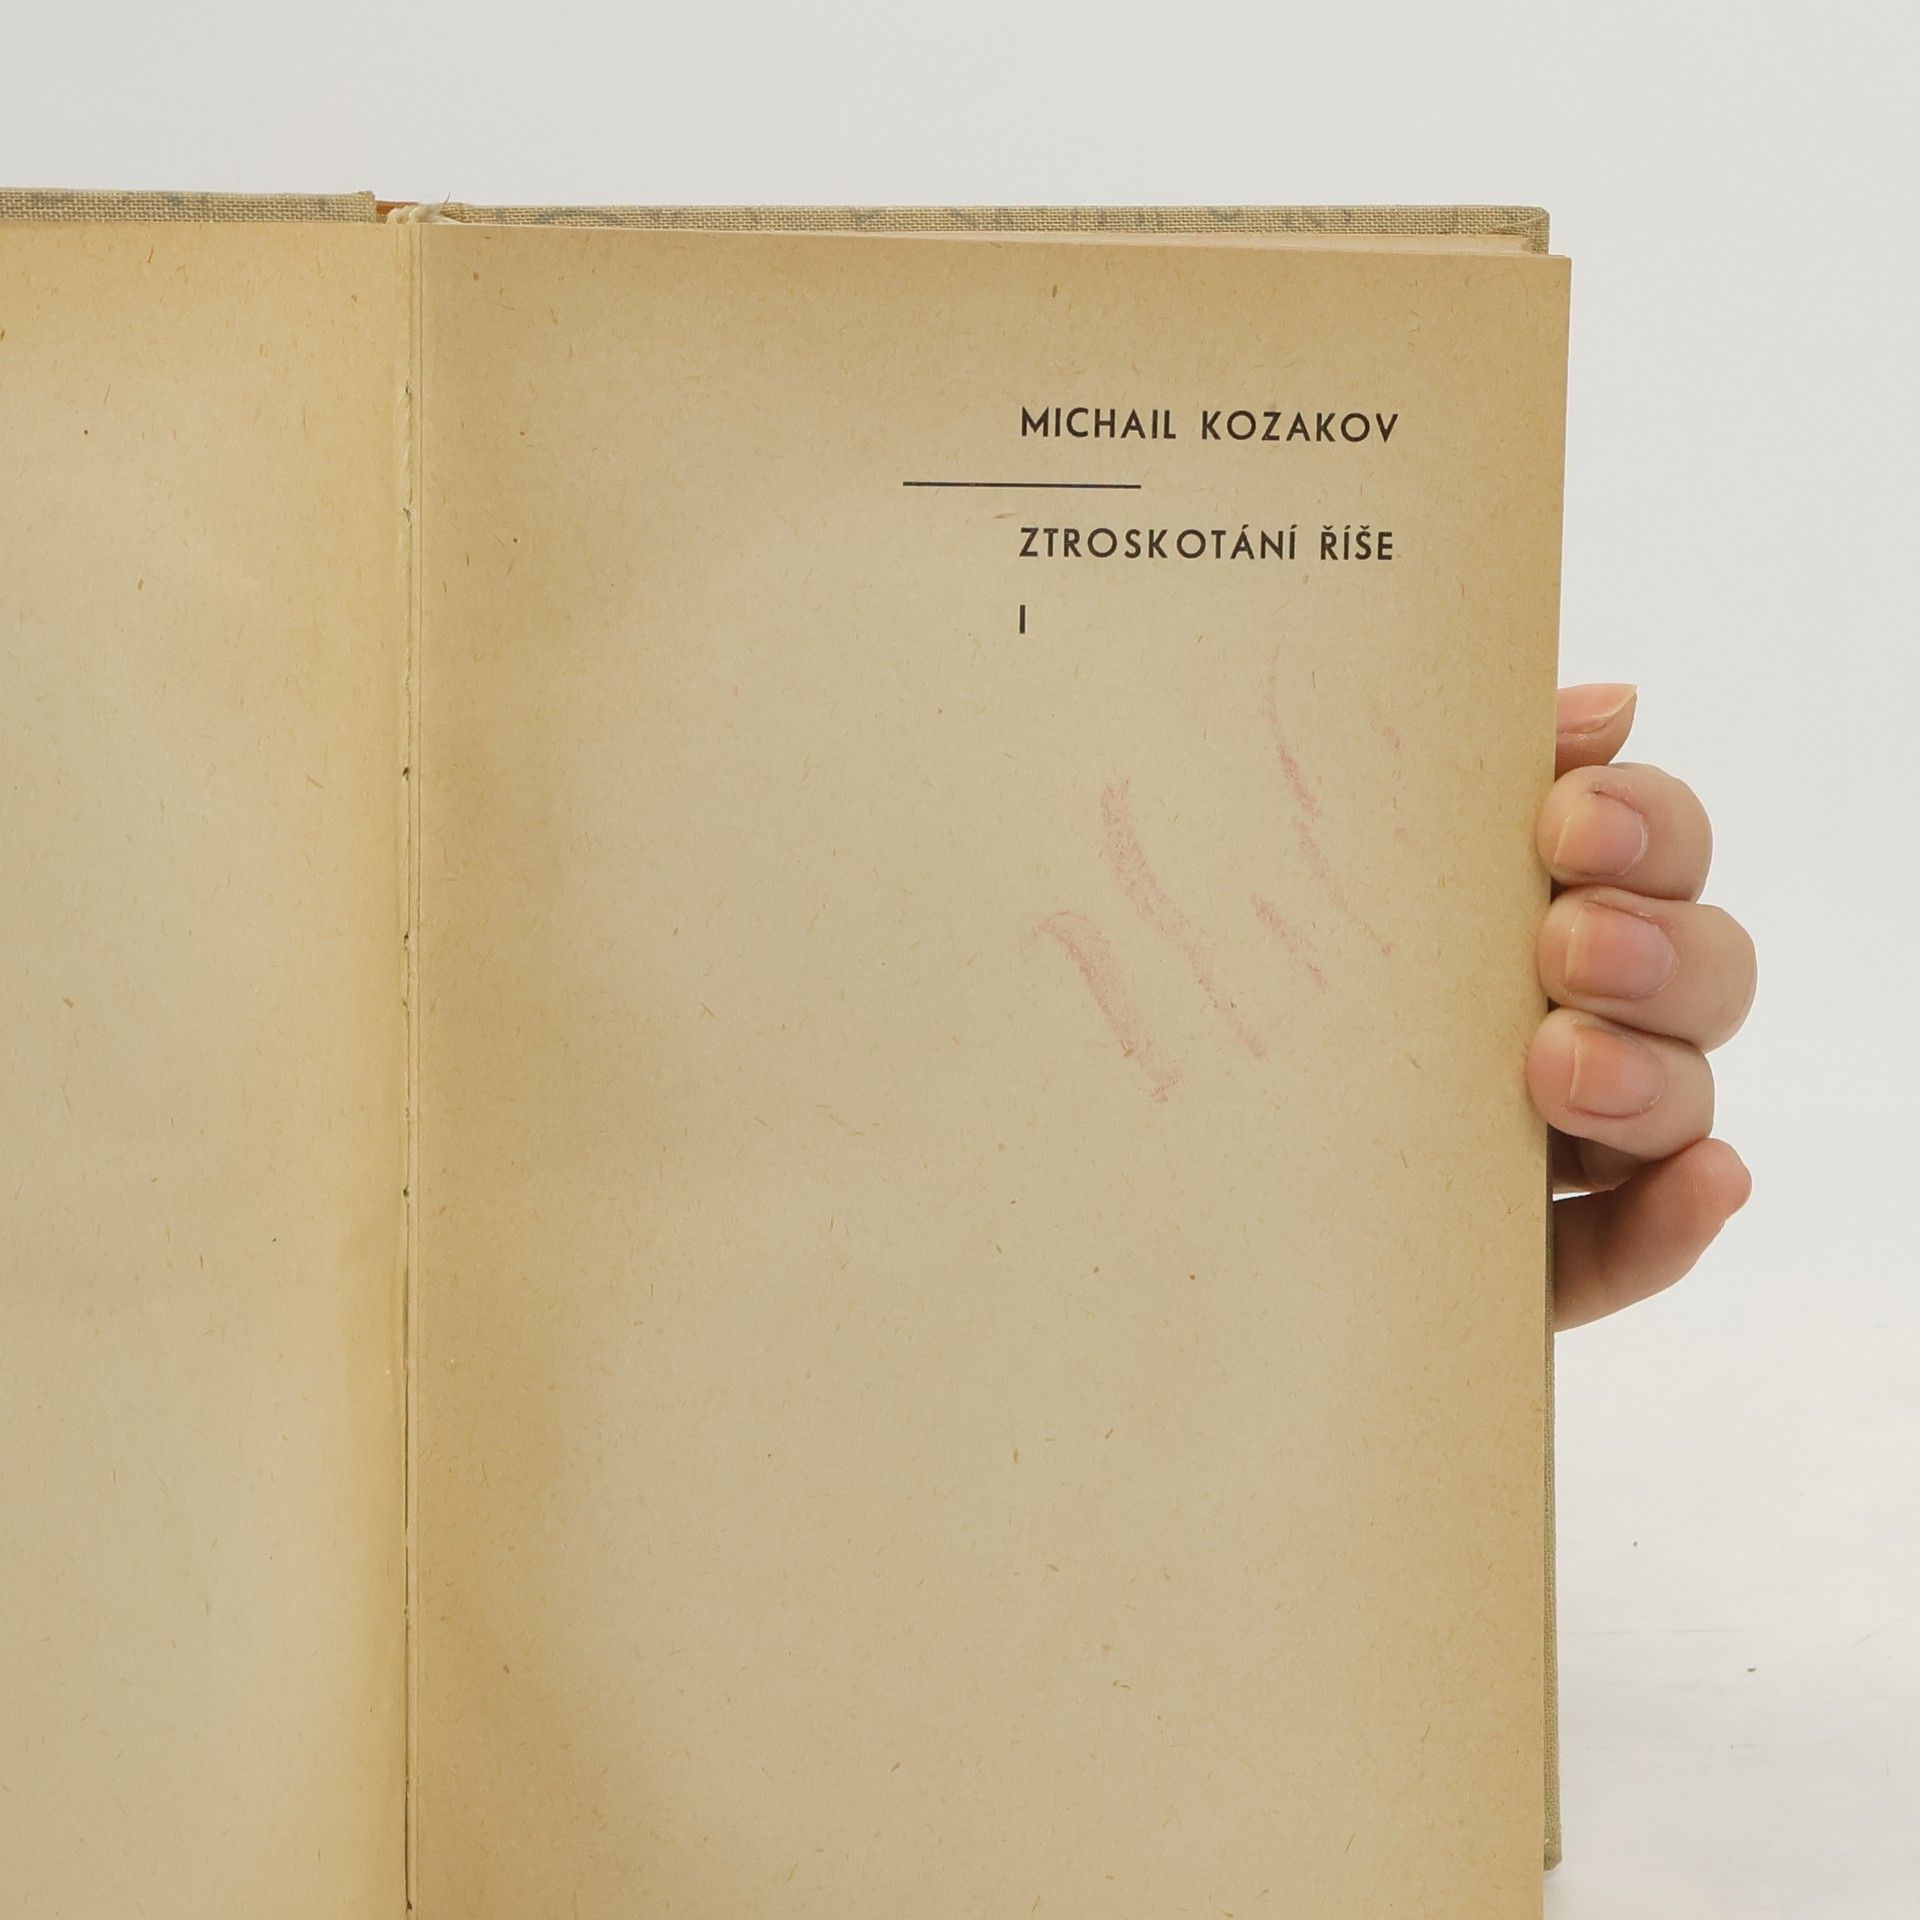 MICHAIL KOZAKOV
ZTROSKOTÁNÍ ŘÍŠE
I